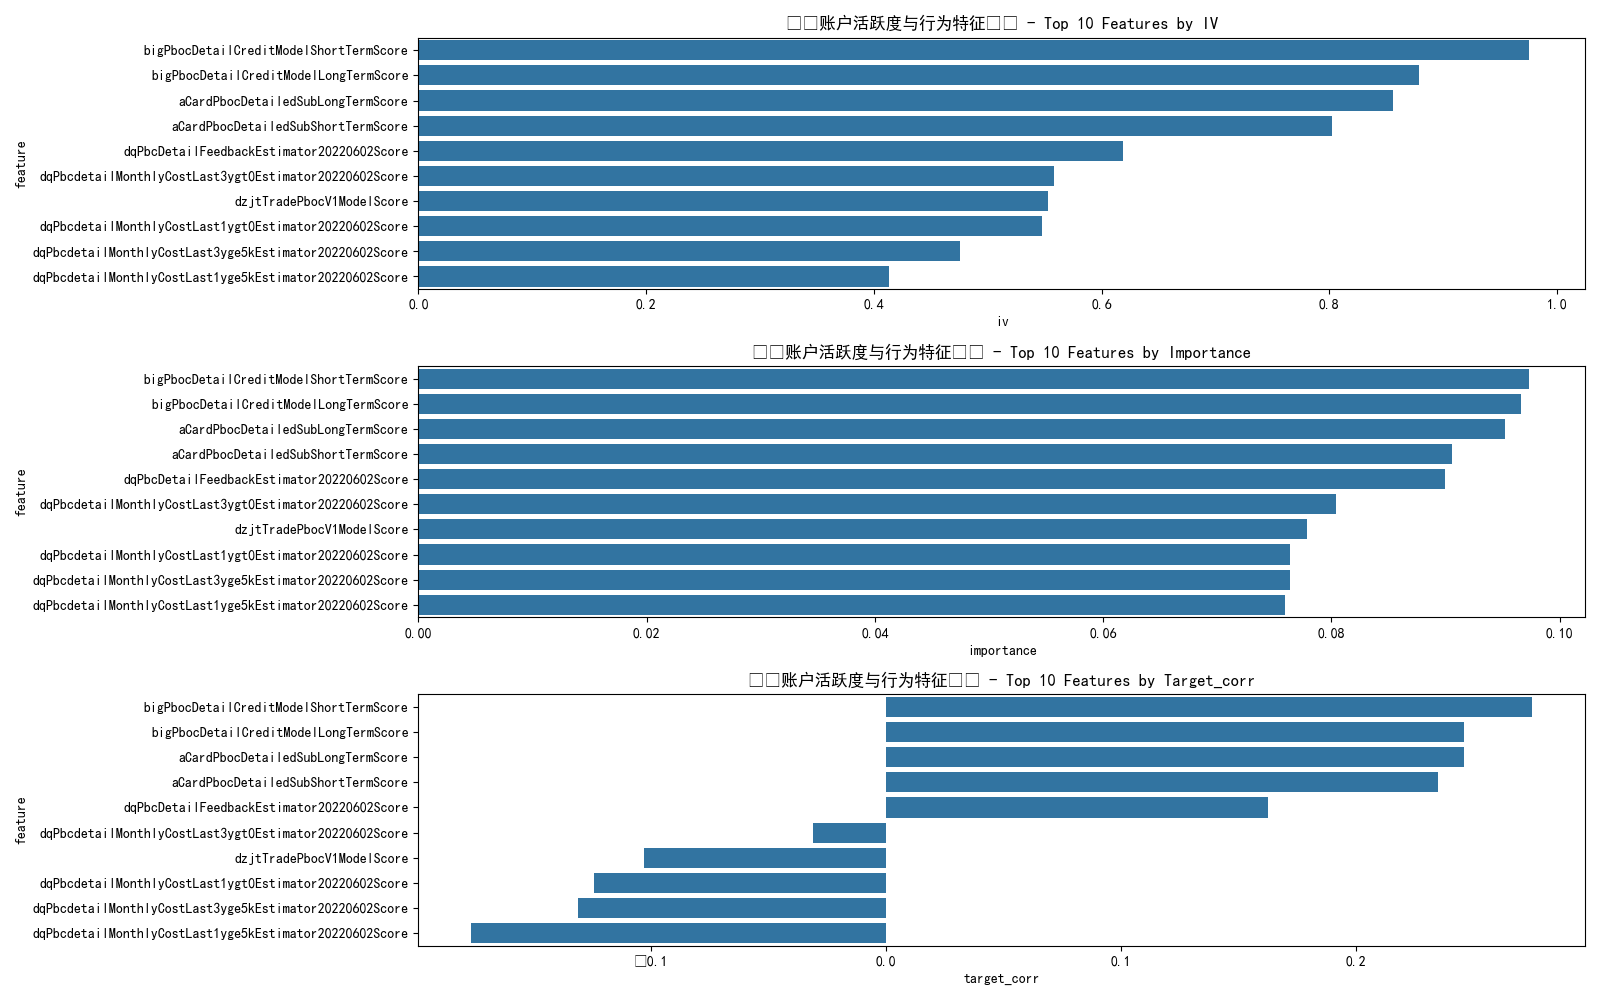 □□账户活跃度与行为特征□□ - Top 10 Features by IV
feature
bigPbocDetailCreditModelShortTermScore
bigPbocDetailCreditModelLongTermScore
aCardPbocDetailedSubLongTermScore
aCardPbocDetailedSubShortTermScore
dqPbcDetailFeedbackEstimator20220602Score
dqPbcdetailMonthlyCostLast3ygt0Estimator20220602Score
dzjtTradePbocV1ModelScore
dqPbcdetailMonthlyCostLast1ygt0Estimator20220602Score
dqPbcdetailMonthlyCostLast3yge5kEstimator20220602Score
dqPbcdetailMonthlyCostLast1yge5kEstimator20220602Score
0.0 0.2 0.4 0.6 0.8 1.0
iv
□□账户活跃度与行为特征□□ - Top 10 Features by Importance
feature
bigPbocDetailCreditModelShortTermScore
bigPbocDetailCreditModelLongTermScore
aCardPbocDetailedSubLongTermScore
aCardPbocDetailedSubShortTermScore
dqPbcDetailFeedbackEstimator20220602Score
dqPbcdetailMonthlyCostLast3ygt0Estimator20220602Score
dzjtTradePbocV1ModelScore
dqPbcdetailMonthlyCostLast1ygt0Estimator20220602Score
dqPbcdetailMonthlyCostLast3yge5kEstimator20220602Score
dqPbcdetailMonthlyCostLast1yge5kEstimator20220602Score
0.00 0.02 0.04 0.06 0.08 0.10
importance
□□账户活跃度与行为特征□□ - Top 10 Features by Target_corr
feature
bigPbocDetailCreditModelShortTermScore
bigPbocDetailCreditModelLongTermScore
aCardPbocDetailedSubLongTermScore
aCardPbocDetailedSubShortTermScore
dqPbcDetailFeedbackEstimator20220602Score
dqPbcdetailMonthlyCostLast3ygt0Estimator20220602Score
dzjtTradePbocV1ModelScore
dqPbcdetailMonthlyCostLast1ygt0Estimator20220602Score
dqPbcdetailMonthlyCostLast3yge5kEstimator20220602Score
dqPbcdetailMonthlyCostLast1yge5kEstimator20220602Score
□0.1 0.0 0.1 0.2
target_corr